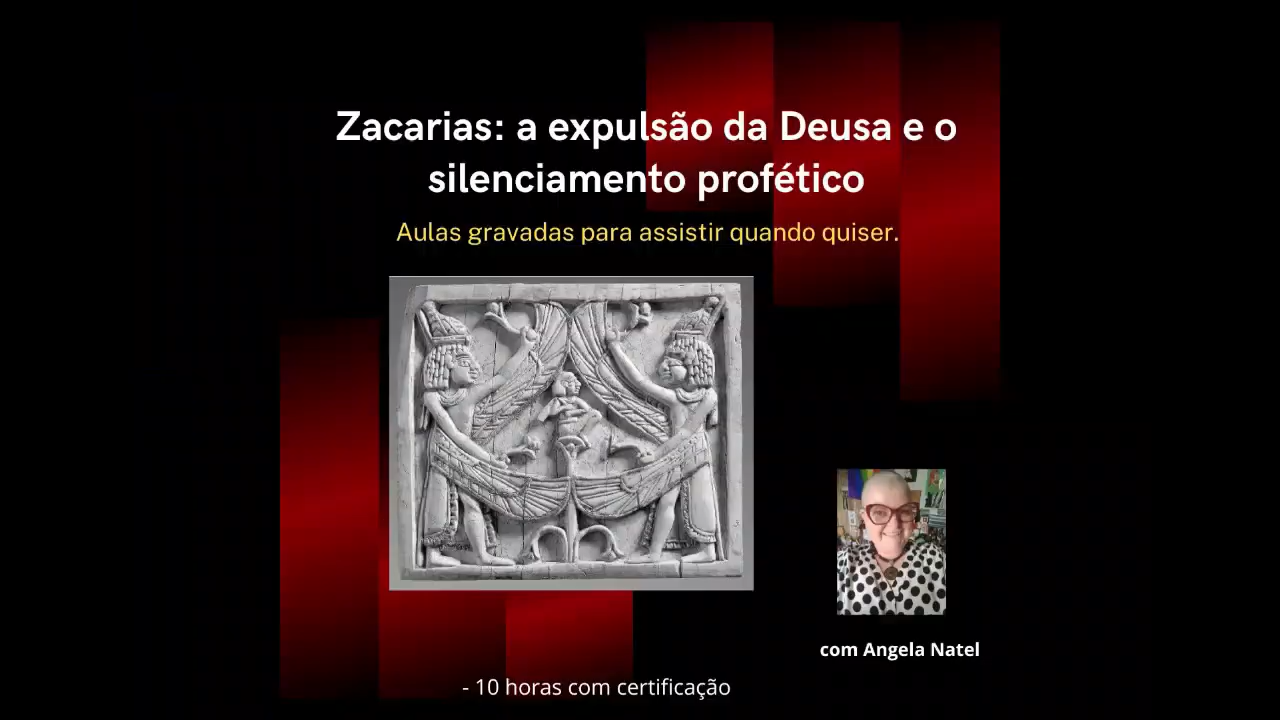 Zacarias: a expulsão da Deusa e o
silenciamento profético
Aulas gravadas para assistir quando quiser.
com Angela Natel
- 10 horas com certificação